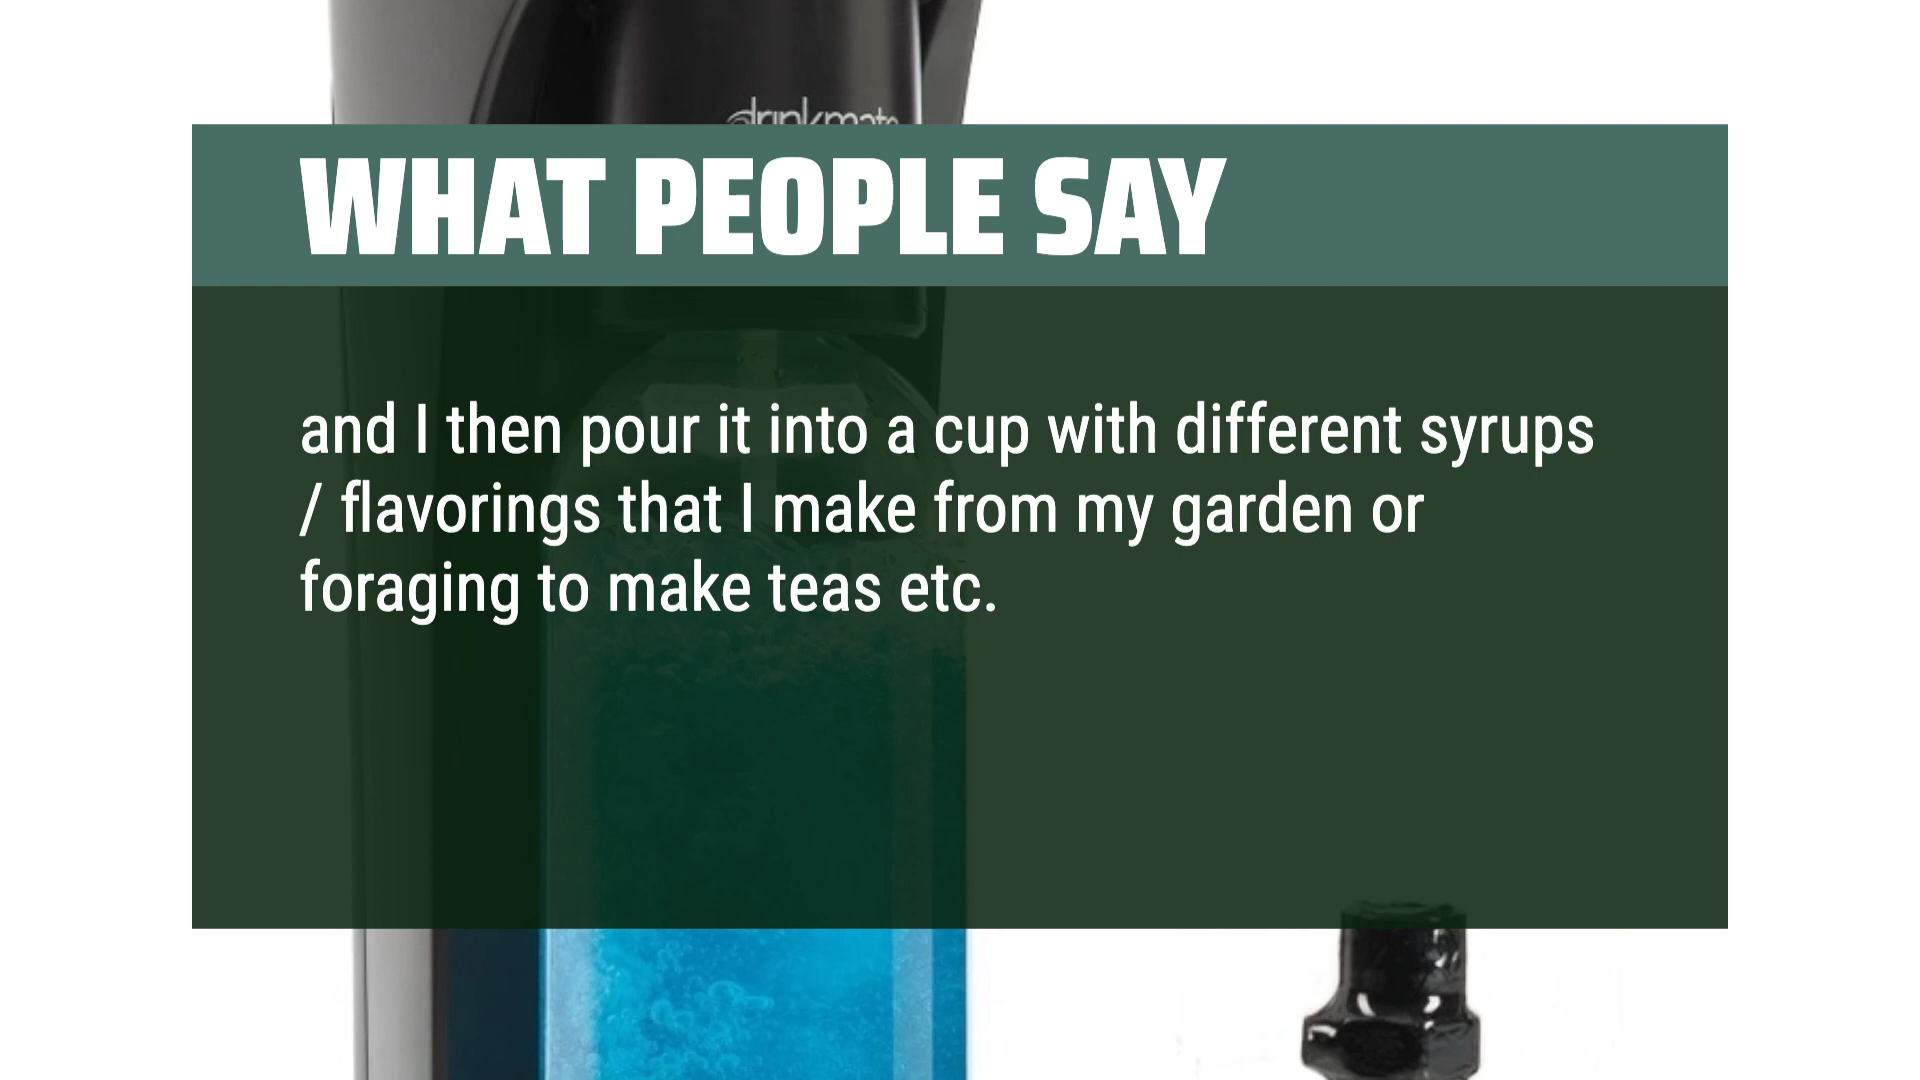 drinkmate
WHAT PEOPLE SAY
and I then pour it into a cup with different syrups
/ flavorings that I make from my garden or
foraging to make teas etc.